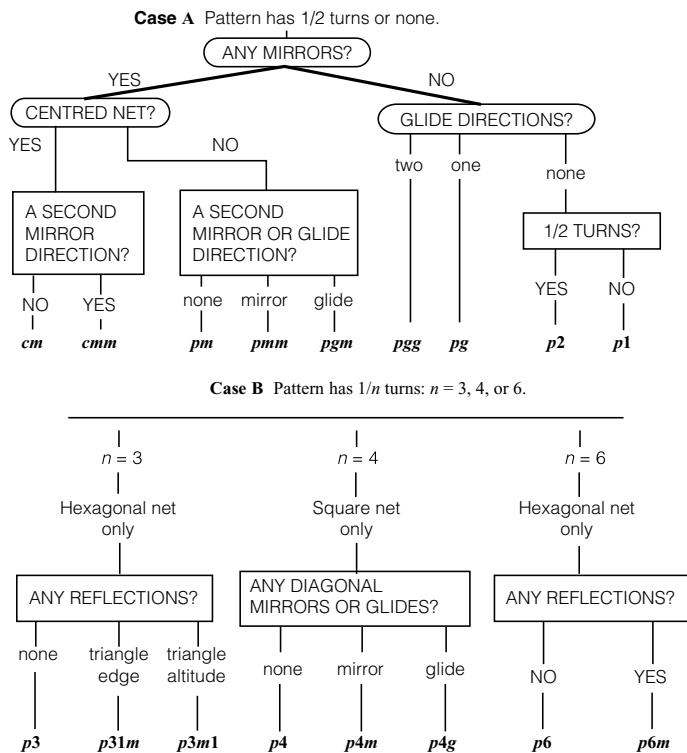 Case A Pattern has 1/2 turns or none.
ANY MIRRORS?
YES
NO
CENTRED NET?
GLIDE DIRECTIONS?
YES
NO
two
one
none
A SECOND
MIRROR
DIRECTION?
A SECOND
MIRROR OR GLIDE
DIRECTION?
1/2 TURNS?
NO
YES
none
mirror
glide
YES
NO
cm
cmm
pm
pmm
pgm
pgg
pg
p2
p1
Case B Pattern has 1/n turns: n = 3, 4, or 6.
n = 3
n = 4
n = 6
Hexagonal net
only
Square net
only
Hexagonal net
only
ANY REFLECTIONS?
ANY DIAGONAL
MIRRORS OR GLIDES?
ANY REFLECTIONS?
none
triangle
edge
triangle
altitude
none
mirror
glide
NO
YES
p3
p31m
p3m1
p4
p4m
p4g
p6
p6m